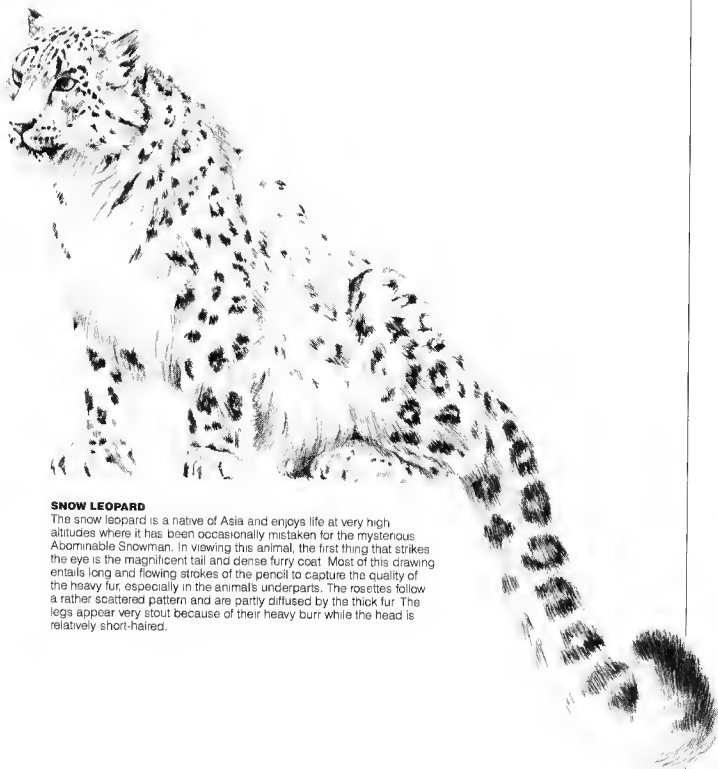 SNOW LEOPARD
The snow leopard is a native of Asia and enjoys life at very high
altitudes where it has been occasionally mistaken for the mysterious
Abominable Snowman. In viewing this animal, the first thing that strikes
the eye is the magnificent tail and dense furry coat Most of this drawing
entails long and flowing strokes of the pencil to capture the quality of
the heavy fur, especially in the animal's underparts. The rosettes follow
a rather scattered pattern and are partly diffused by the thick fur The
legs appear very stout because of their heavy burr while the head is
relatively short-haired.